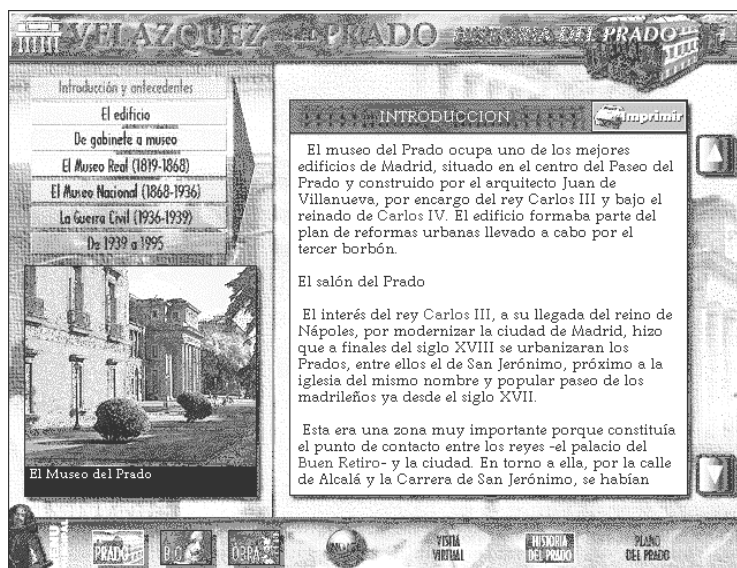 VELAZQUEZ en el PRADO
HISTORIA DEL PRADO
Introducción y antecedentes
El edificio
De gabinete a museo
El Museo Real (1819-1868)
El Museo Nacional (1868-1936)
La Guerra Civil (1936-1939)
De 1939 a 1995
El Museo del Prado
INTRODUCCION
Imprimir
El museo del Prado ocupa uno de los mejores
edificios de Madrid, situado en el centro del Paseo del
Prado y construido por el arquitecto Juan de
Villanueva, por encargo del rey Carlos III y bajo el
reinado de Carlos IV. El edificio formaba parte del
plan de reformas urbanas llevado a cabo por el
tercer borbón.
El salón del Prado
El interés del rey Carlos III, a su llegada del reino de
Nápoles, por modernizar la ciudad de Madrid, hizo
que a finales del siglo XVIII se urbanizaran los
Prados, entre ellos el de San Jerónimo, próximo a la
iglesia del mismo nombre y popular paseo de los
madrileños ya desde el siglo XVII.
Esta era una zona muy importante porque constituía
el punto de contacto entre los reyes -el palacio del
Buen Retiro- y la ciudad. En torno a ella, por la calle
de Alcalá y la Carrera de San Jerónimo, se habían
PRADO
BIO
OBRA
VISITA
VIRTUAL
HISTORIA
DEL PRADO
PLANO
DEL PRADO